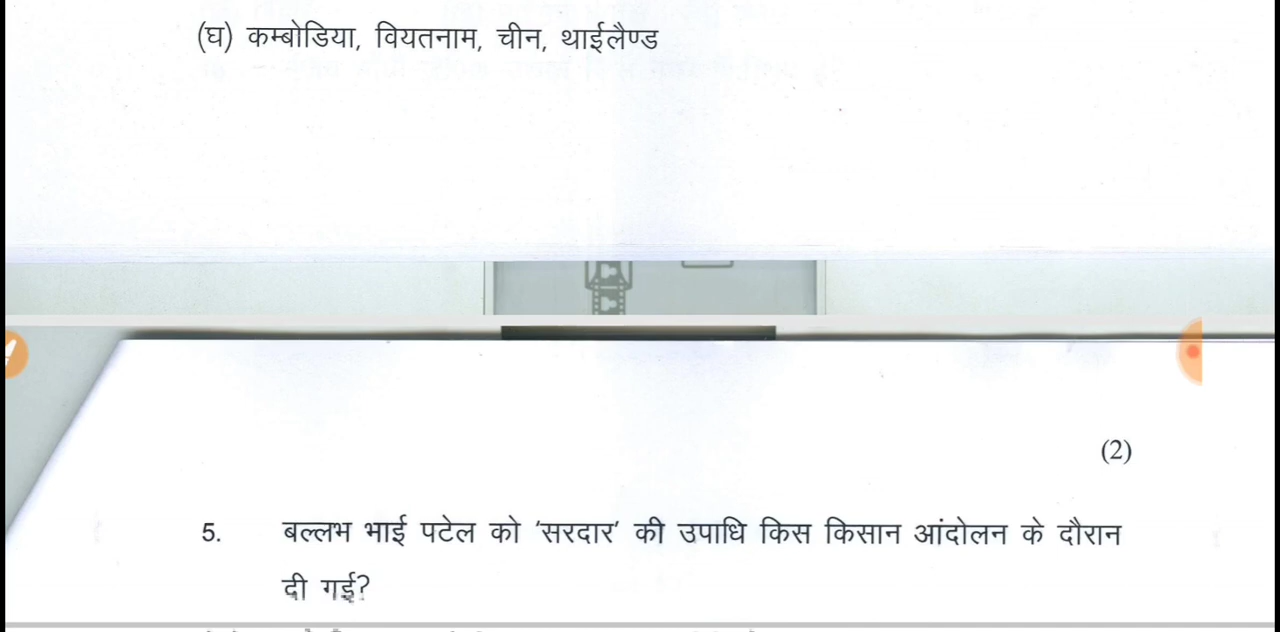 (घ) कम्बोडिया, वियतनाम, चीन, थाईलैण्ड
(2)
5. बल्लभ भाई पटेल को 'सरदार' की उपाधि किस किसान आंदोलन के दौरान
दी गई?